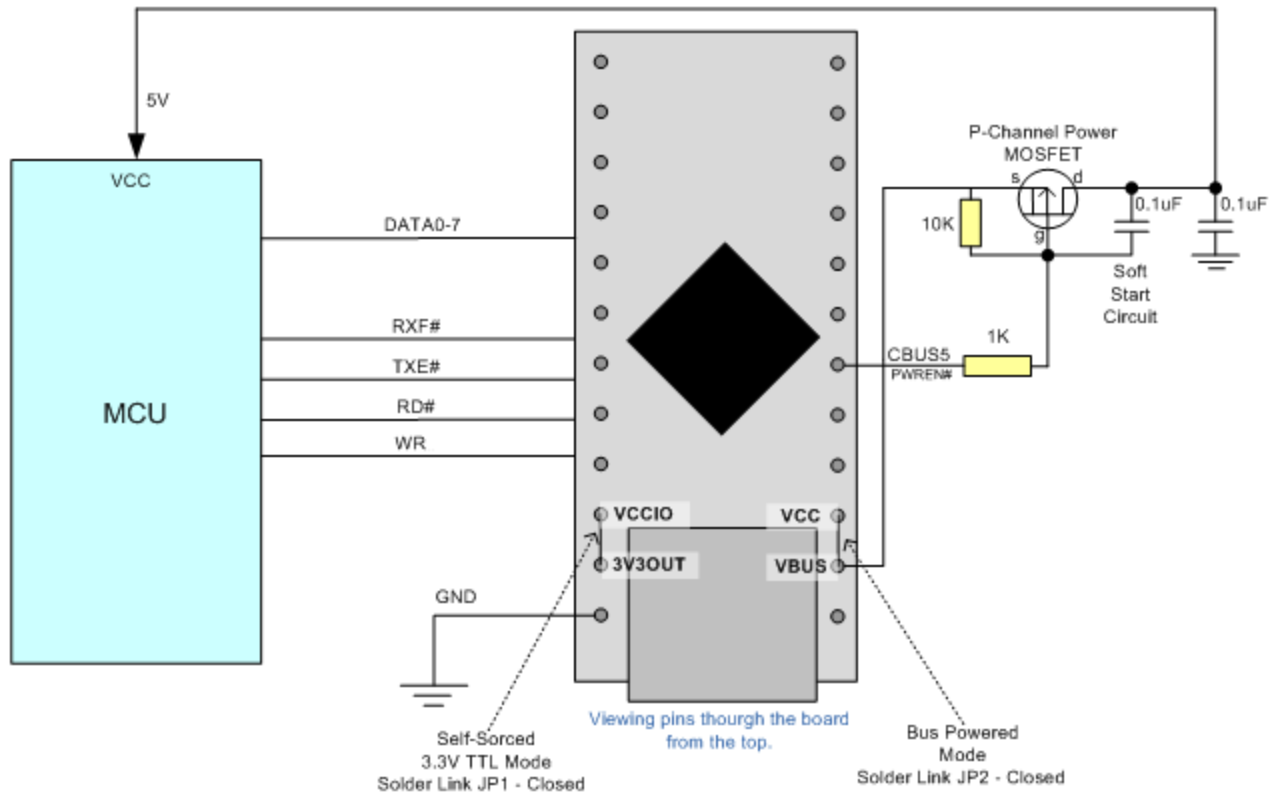 5V
P-Channel Power
MOSFET
VCC
s
d
0.1uF
0.1uF
DATA0-7
10K
g
Soft
Start
Circuit
RXF#
1K
TXE#
CBUS5
PWREN#
RD#
MCU
WR
VCCIO
VCC
3V3OUT
VBUS
GND
Viewing pins thourgh the board
from the top.
Self-Sorced
3.3V TTL Mode
Solder Link JP1 - Closed
Bus Powered
Mode
Solder Link JP2 - Closed